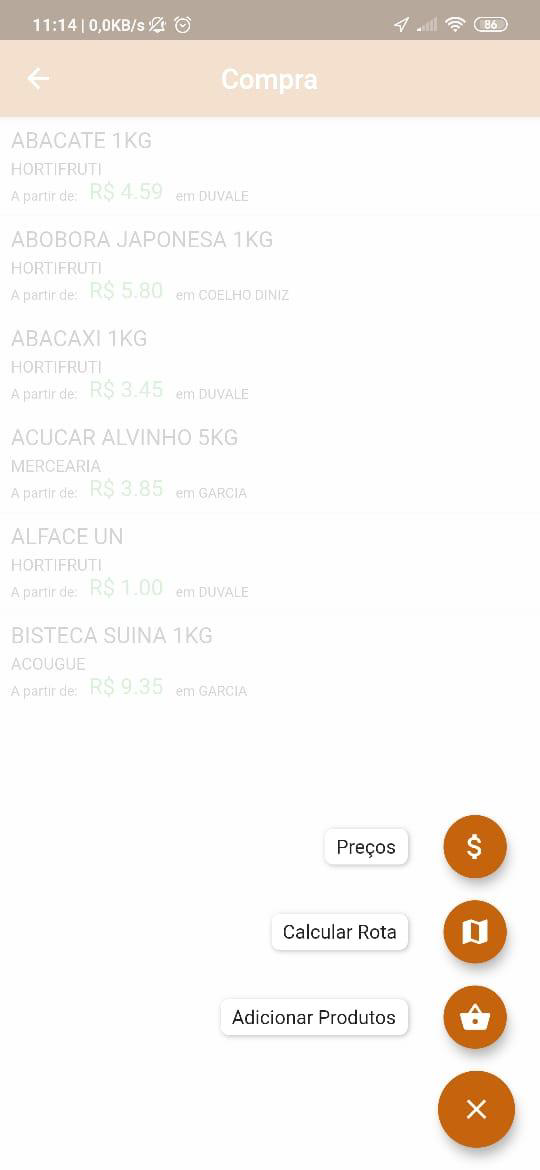 11:14 | 0,0KB/s
86
Compra
ABACATE 1KG
HORTIFRUTI
A partir de: R$ 4.59 em DUVALE
ABOBORA JAPONESA 1KG
HORTIFRUTI
A partir de: R$ 5.80 em COELHO DINIZ
ABACAXI 1KG
HORTIFRUTI
A partir de: R$ 3.45 em DUVALE
ACUCAR ALVINHO 5KG
MERCEARIA
A partir de: R$ 3.85 em GARCIA
ALFACE UN
HORTIFRUTI
A partir de: R$ 1.00 em DUVALE
BISTECA SUINA 1KG
ACOUGUE
A partir de: R$ 9.35 em GARCIA
Preços
Calcular Rota
Adicionar Produtos